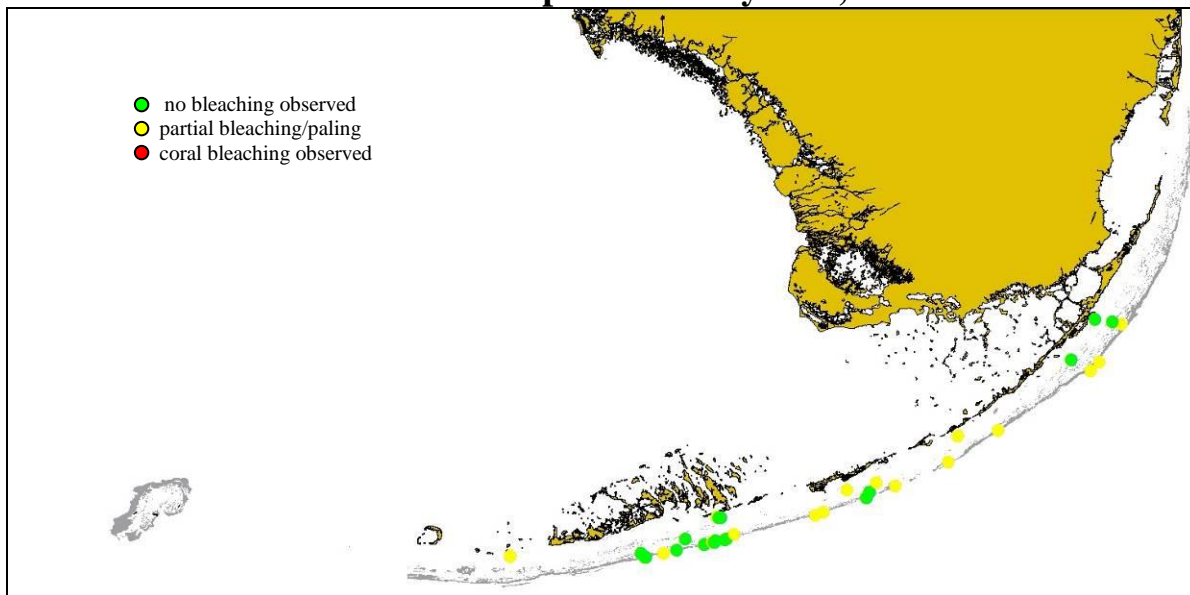 no bleaching observed
partial bleaching/paling
coral bleaching observed